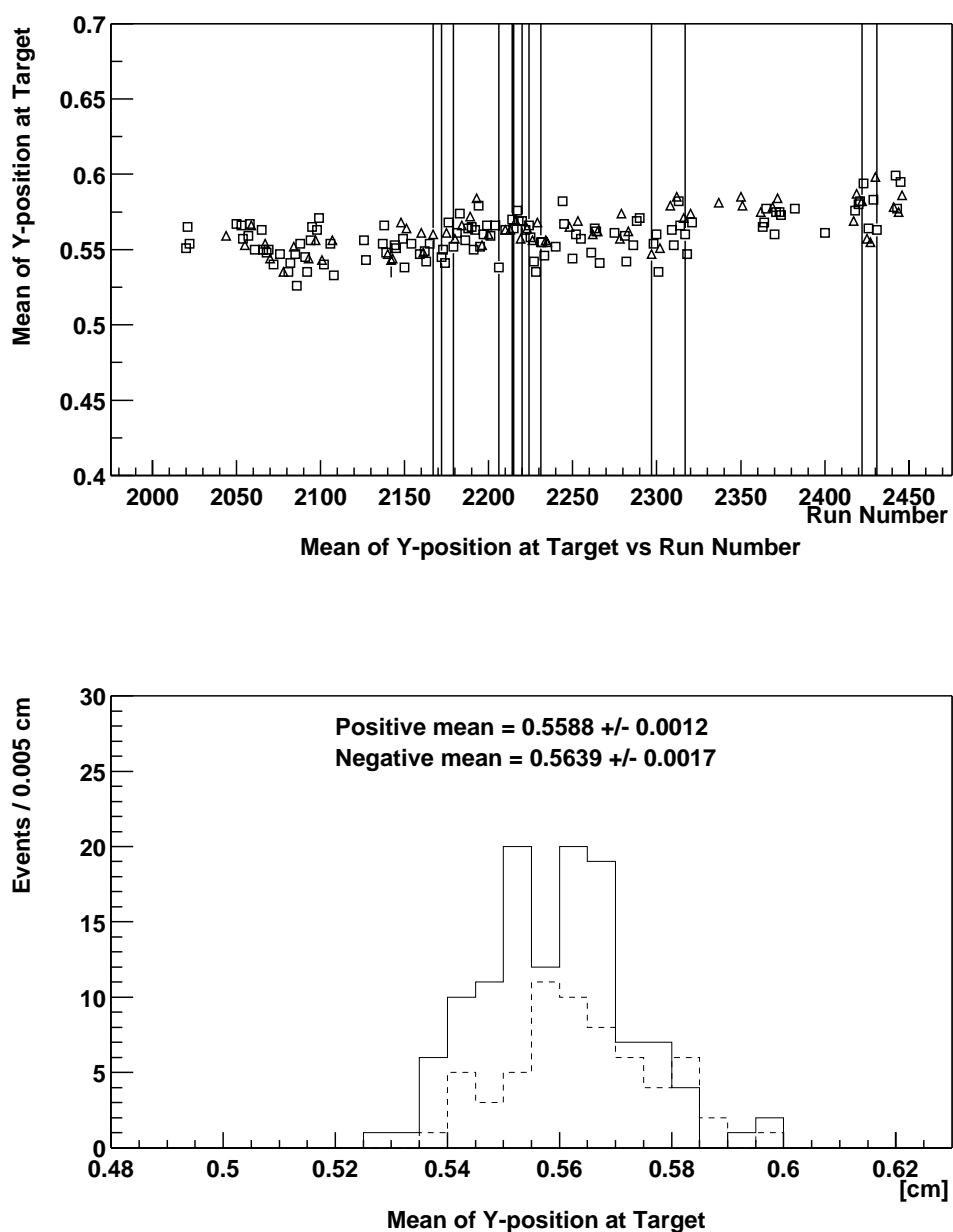 Mean of Y-position at Target
0.7
0.65
0.6
0.55
0.5
0.45
0.4
2000 2050 2100 2150 2200 2250 2300 2350 2400 2450
Run Number
Mean of Y-position at Target vs Run Number
Events / 0.005 cm
30
25
20
15
10
5
0
Positive mean = 0.5588 +/- 0.0012
Negative mean = 0.5639 +/- 0.0017
0.48 0.5 0.52 0.54 0.56 0.58 0.6 0.62
[cm]
Mean of Y-position at Target